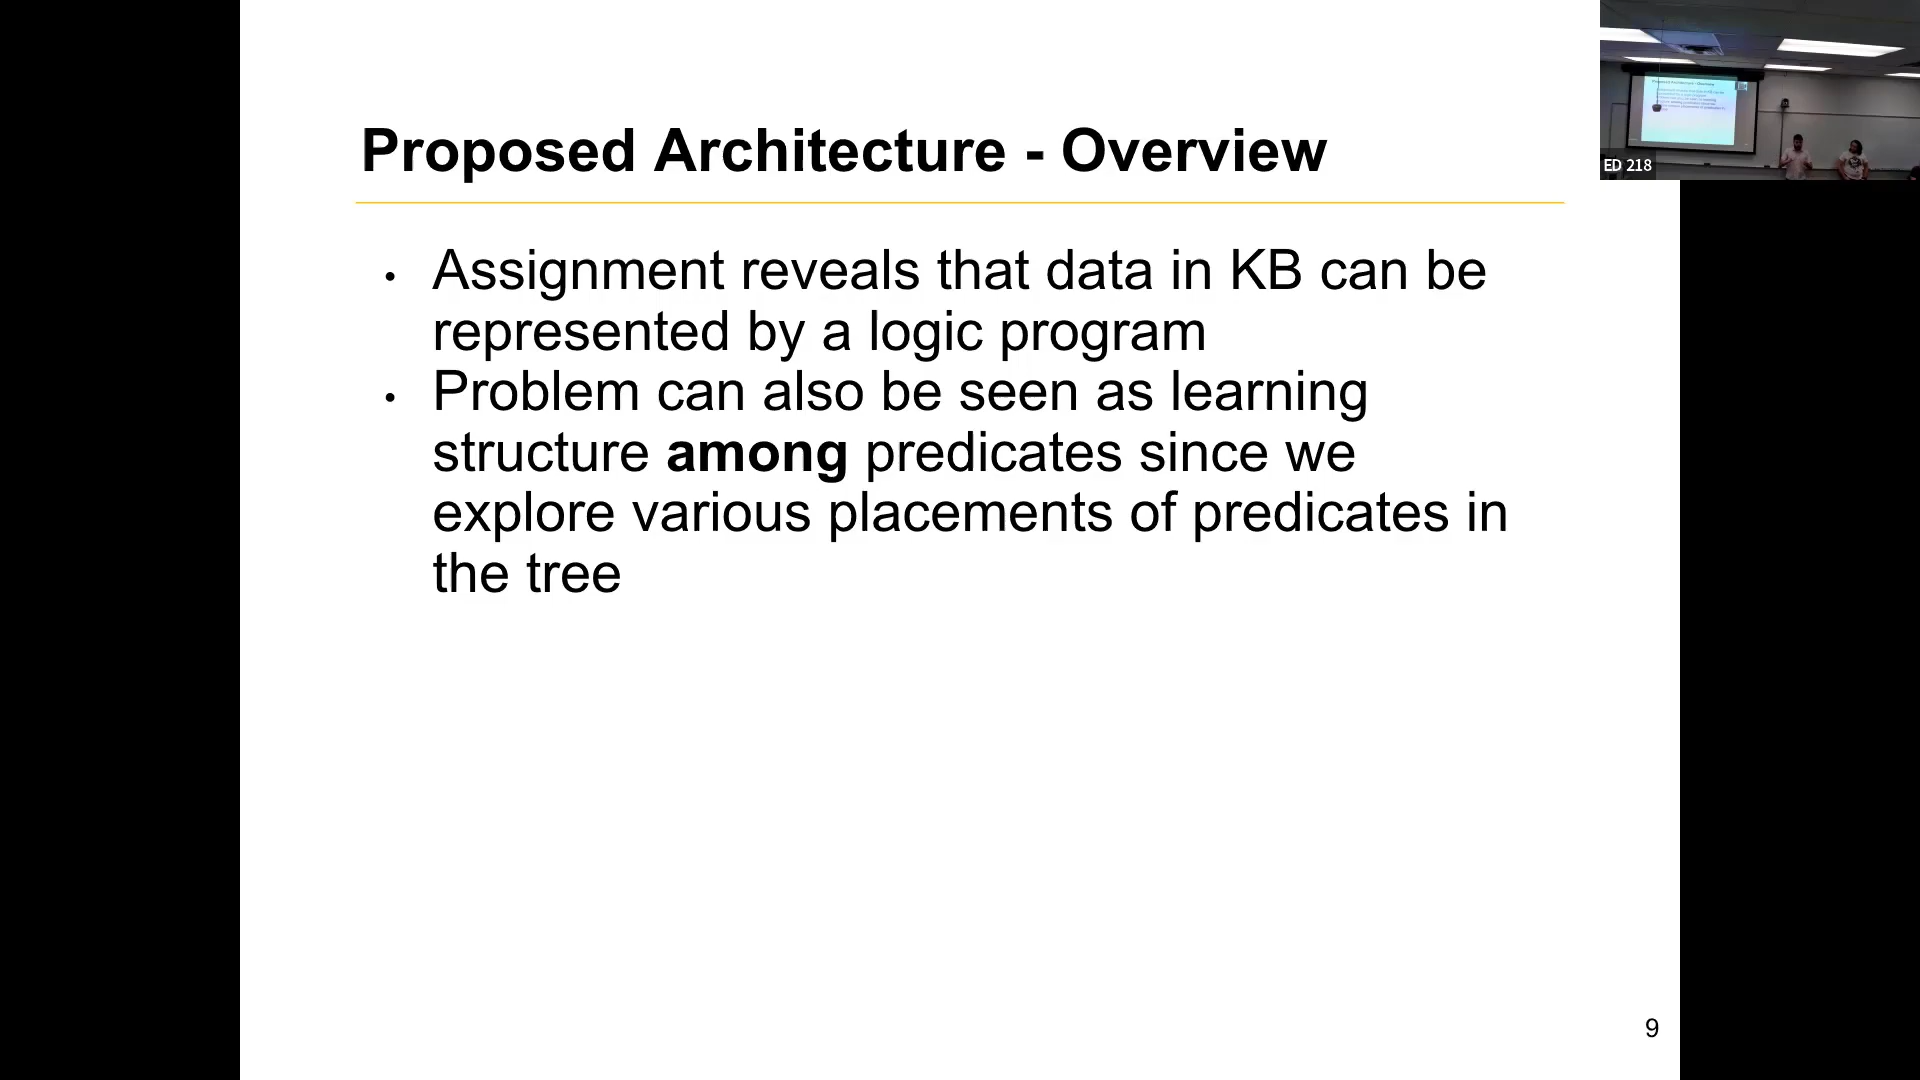 Proposed Architecture - Overview
ED 218
• Assignment reveals that data in KB can be
represented by a logic program
• Problem can also be seen as learning
structure among predicates since we
explore various placements of predicates in
the tree
9